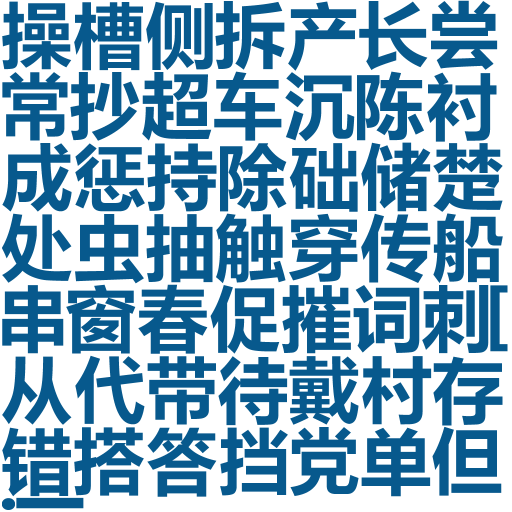 操槽侧拆产长尝
常抄超车沉陈衬
成惩持除础储楚
处虫抽触穿传船
串窗春促摧词刺[
从代带待戴村存
错搭答挡党单但